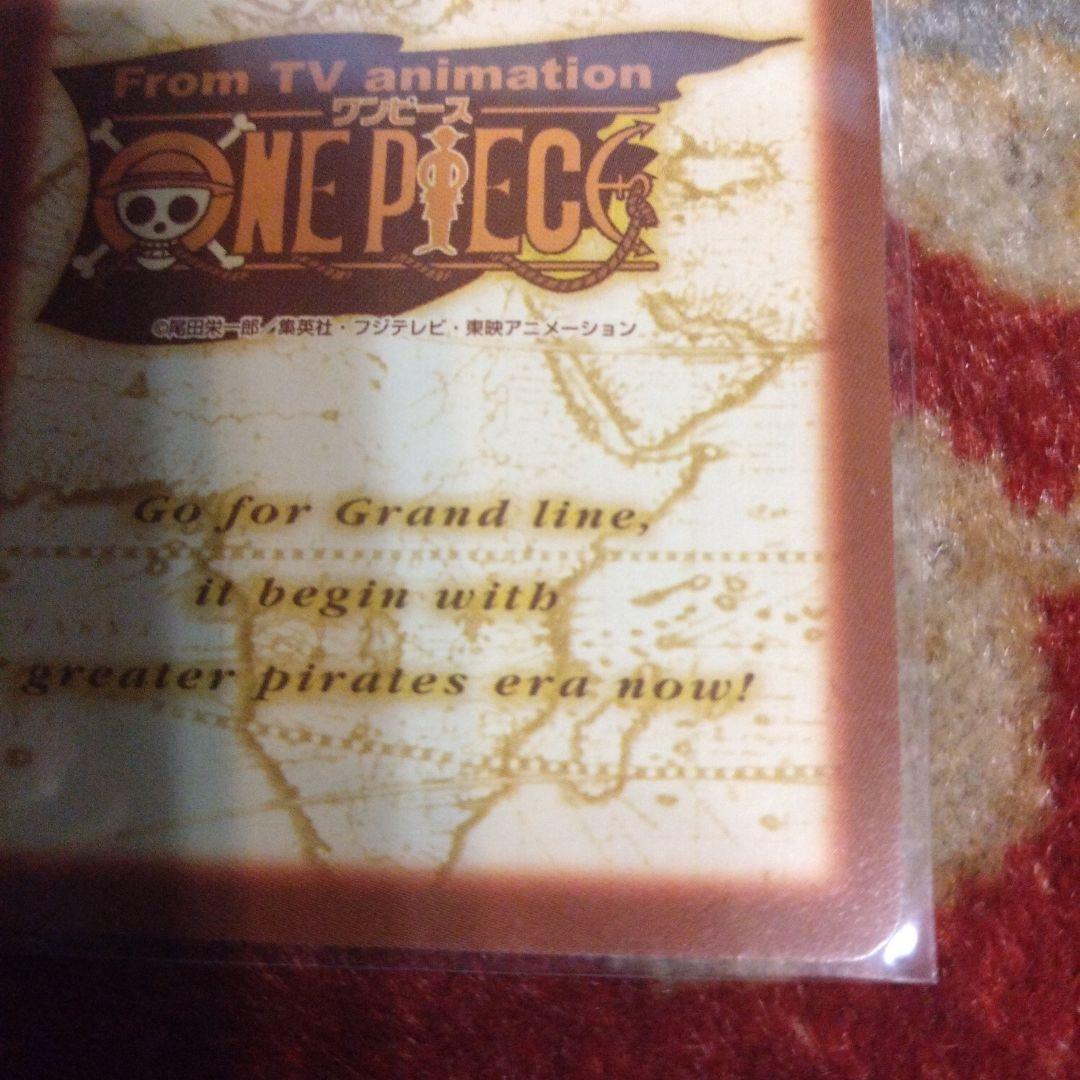 From TV animation
ワンピース
ONE PIECE
©尾田栄一郎/集英社・フジテレビ・東映アニメーション
Go for Grand line,
it begin with
greater pirates era now!